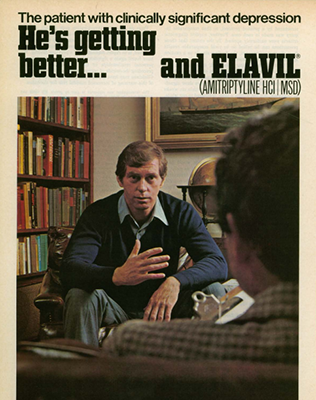 The patient with clinically significant depression
He's getting
better... and ELAVIL®
(AMITRIPTYLINE HCl | MSD)